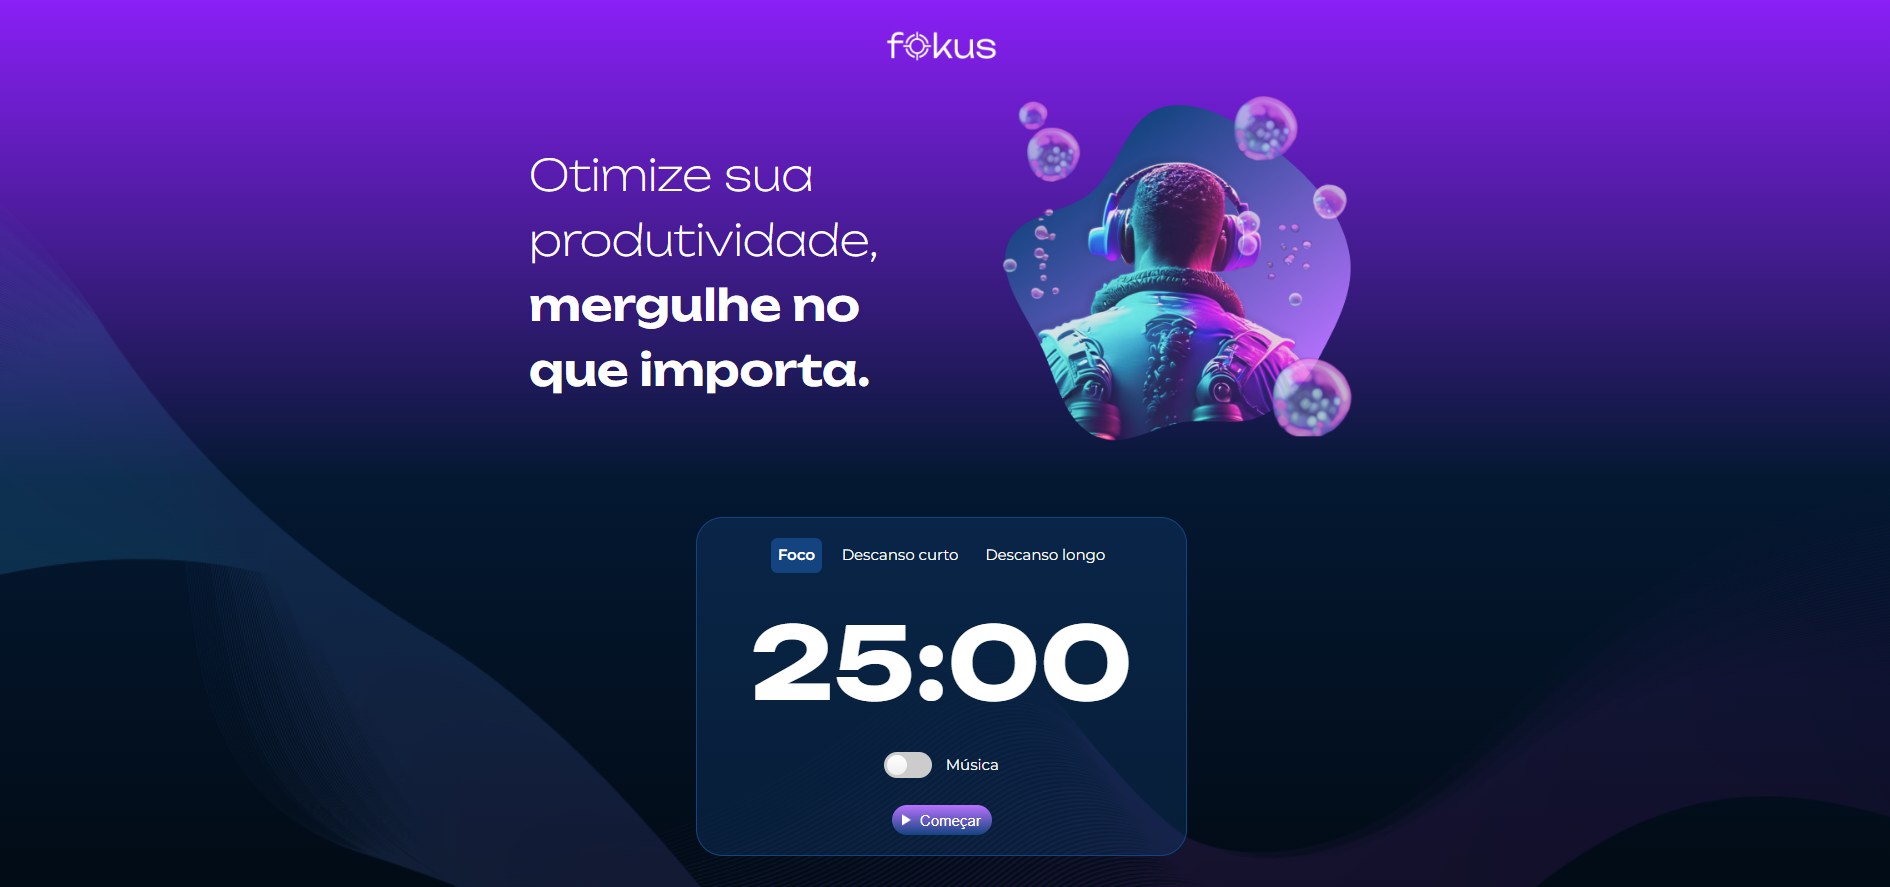 fokus
Otimize sua
produtividade,
mergulhe no
que importa.
Foco Descanso curto Descanso longo
25:00
Música
Começar